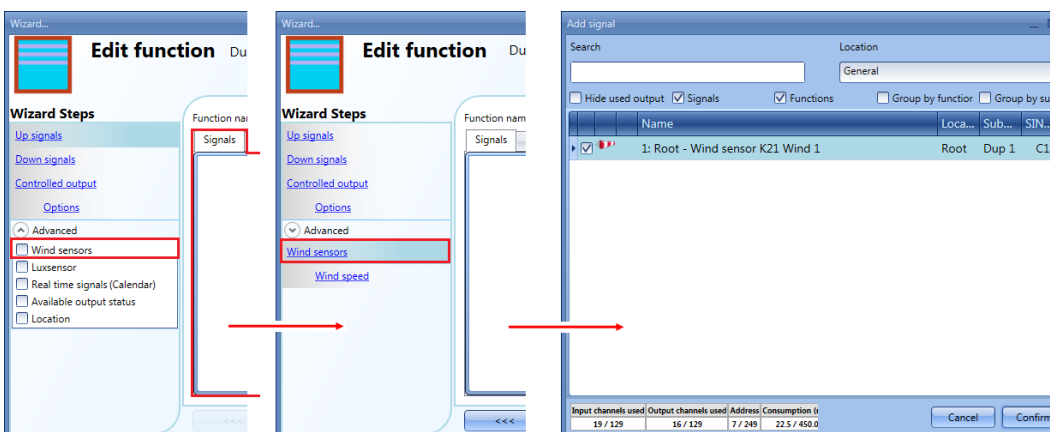 Wizard...
Edit function Du
Wizard Steps
Function nai
Up signals
Signals
Down signals
Controlled output
Options
Advanced
Wind sensors
Luxsensor
Real time signals (Calendar)
Available output status
Location
<<<
Wizard...
Edit function Du
Wizard Steps
Function nam
Up signals
Signals
Down signals
Controlled output
Options
Advanced
Wind sensors
Wind speed
<<<
Add signal
Search
Location
General
Hide used output Signals Functions Group by functior Group by su
Name Loca... Sub... SIN...
1: Root - Wind sensor K21 Wind 1 Root Dup 1 C1
Input channels used Output channels used Address Consumption (r
19 / 129 16 / 129 7 / 249 22.5 / 450.0
Cancel Confirm